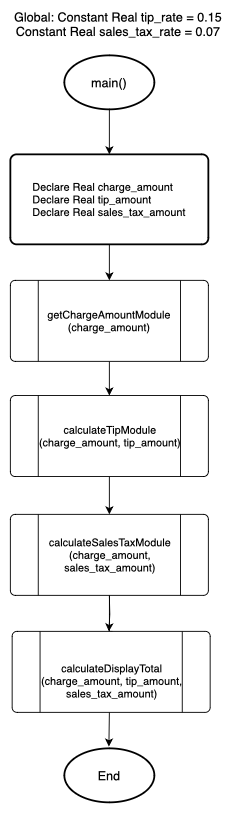 Global: Constant Real tip_rate = 0.15
Constant Real sales_tax_rate = 0.07
main()
Declare Real charge_amount
Declare Real tip_amount
Declare Real sales_tax_amount
getChargeAmountModule
(charge_amount)
calculateTipModule
(charge_amount, tip_amount)
calculateSalesTaxModule
(charge_amount,
sales_tax_amount)
calculateDisplayTotal
(charge_amount, tip_amount,
sales_tax_amount)
End